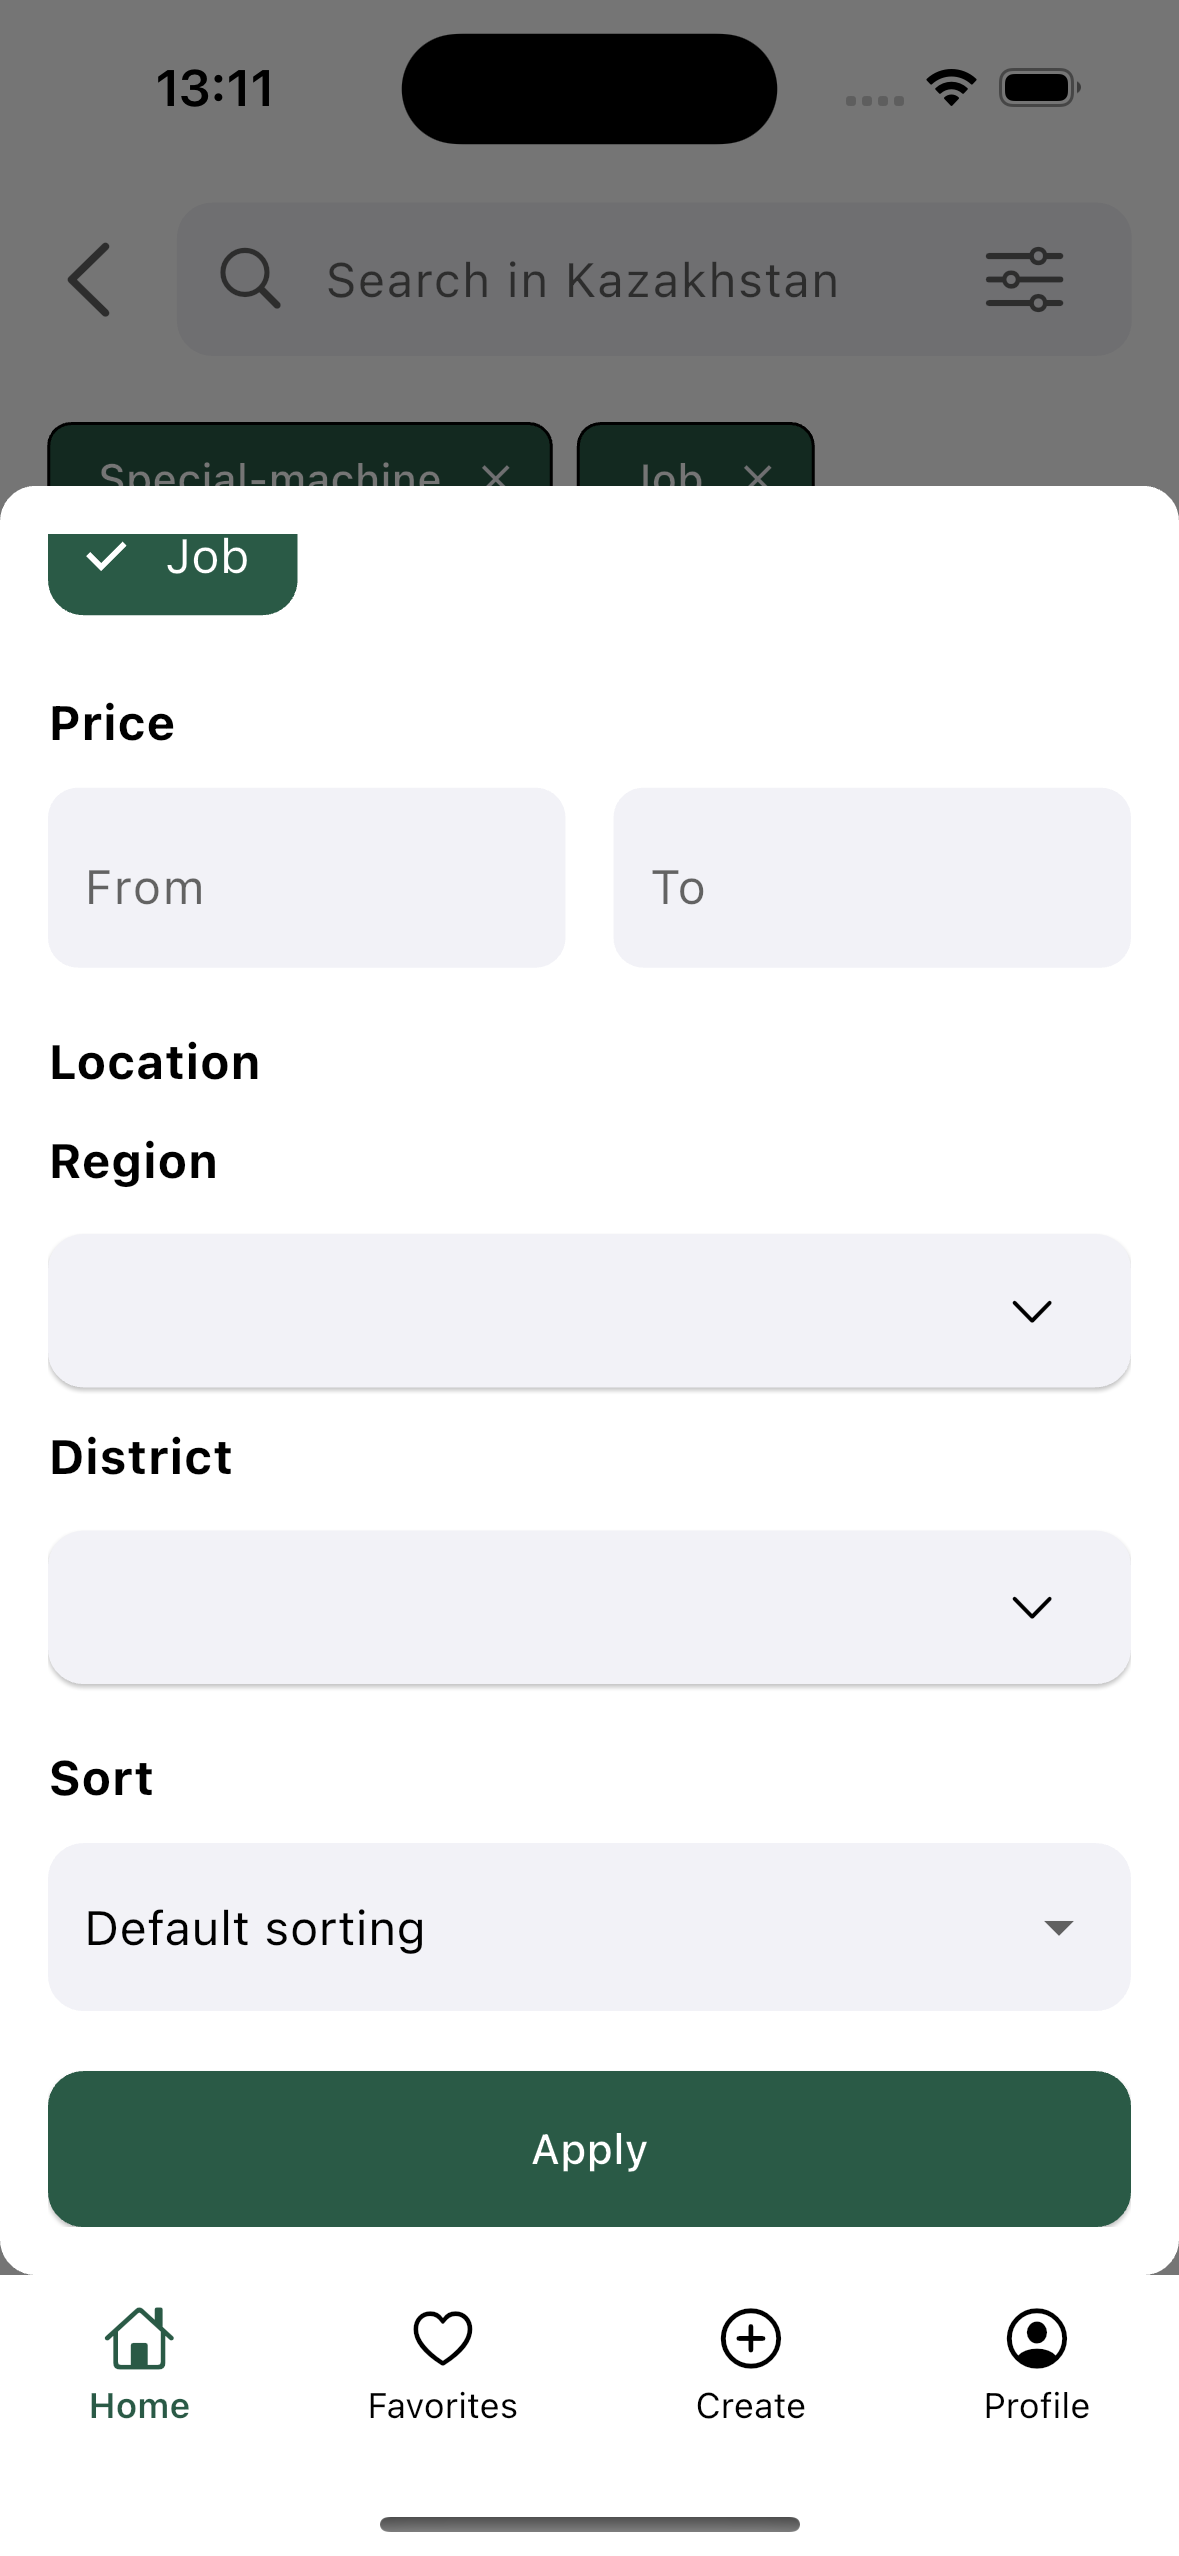 13:11
Search in Kazakhstan
Special-machine
Job
Job
Price
From
To
Location
Region
District
Sort
Default sorting
Apply
Home
Favorites
Create
Profile